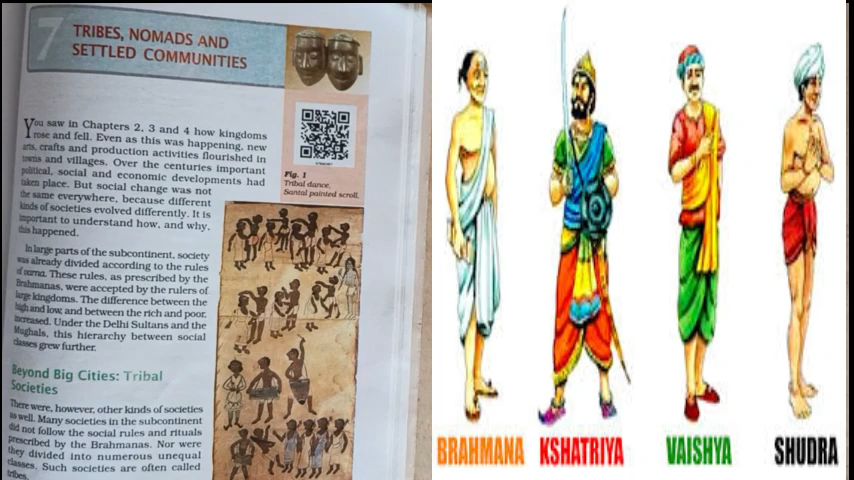 7
TRIBES, NOMADS AND
SETTLED COMMUNITIES
You saw in Chapters 2, 3 and 4 how kingdoms
rose and fell. Even as this was happening, new
arts, crafts and production activities flourished in
towns and villages. Over the centuries important
political, social and economic developments had
taken place. But social change was not
the same everywhere, because different
kinds of societies evolved differently. It is
important to understand how, and why,
this happened.
In large parts of the subcontinent, society
was already divided according to the rules
of varna. These rules, as prescribed by the
Brahmanas, were accepted by the rulers of
large kingdoms. The difference between the
high and low, and between the rich and poor,
increased. Under the Delhi Sultans and the
Mughals, this hierarchy between social
classes grew further.
Beyond Big Cities: Tribal
Societies
There were, however, other kinds of societies
as well. Many societies in the subcontinent
did not follow the social rules and rituals
prescribed by the Brahmanas. Nor were
they divided into numerous unequal
classes. Such societies are often called
tribes.
Fig. 1
Tribal dance,
Santal painted scroll.
BRAHMANA KSHATRIYA VAISHYA SHUDRA